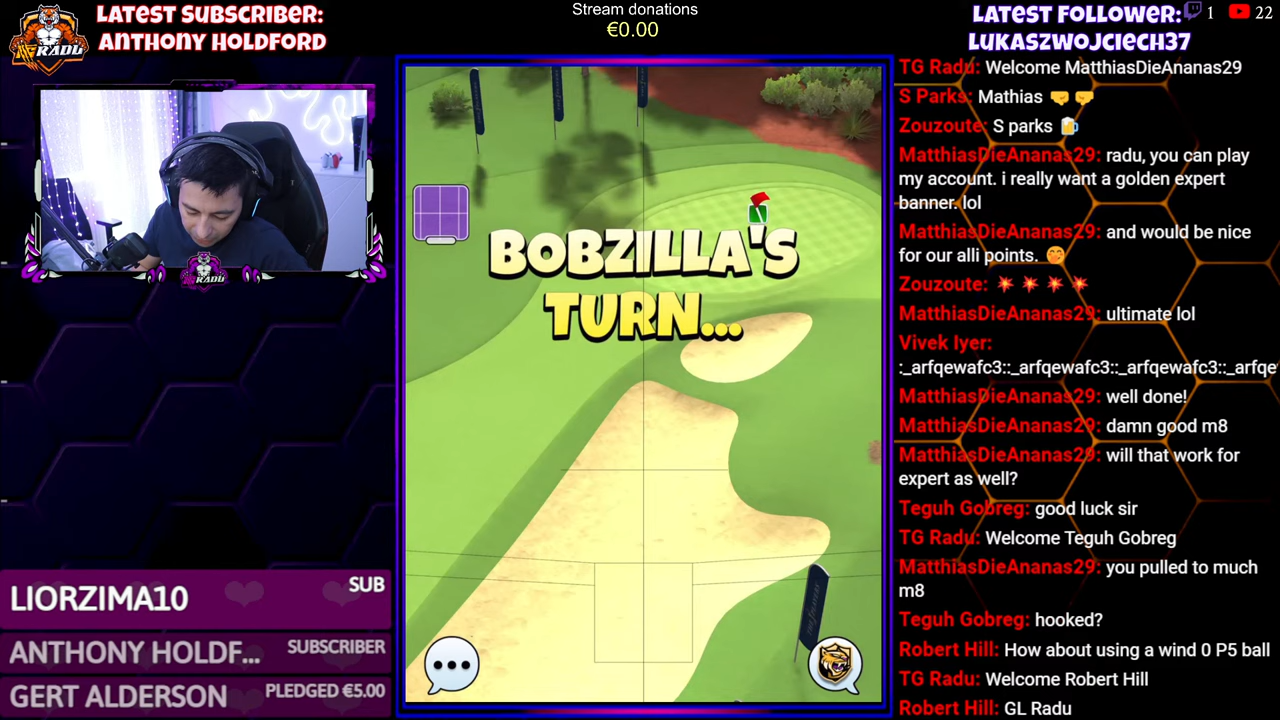 LATEST SUBSCRIBER:
ANTHONY HOLDFORD
RADU
Stream donations
€0.00
LATEST FOLLOWER:
LUKASZWOJCIECH37
1
22
BOBZILLA'S
TURN...
TG Radu: Welcome MatthiasDieAnanas29
S Parks: Mathias 🤜 🤛
Zouzoute: S parks 🍺
MatthiasDieAnanas29: radu, you can play
my account. i really want a golden expert
banner. lol
MatthiasDieAnanas29: and would be nice
for our alli points. 🤭
Zouzoute: 💥 💥 💥 💥
MatthiasDieAnanas29: ultimate lol
Vivek Iyer:
:_arfqewafc3::_arfqewafc3::_arfqewafc3::_arfqe
MatthiasDieAnanas29: well done!
MatthiasDieAnanas29: damn good m8
MatthiasDieAnanas29: will that work for
expert as well?
Teguh Gobreg: good luck sir
TG Radu: Welcome Teguh Gobreg
MatthiasDieAnanas29: you pulled to much
m8
Teguh Gobreg: hooked?
Robert Hill: How about using a wind 0 P5 ball
TG Radu: Welcome Robert Hill
Robert Hill: GL Radu
LIORZIMA10
SUB
ANTHONY HOLDF...
SUBSCRIBER
GERT ALDERSON
PLEDGED €5.00